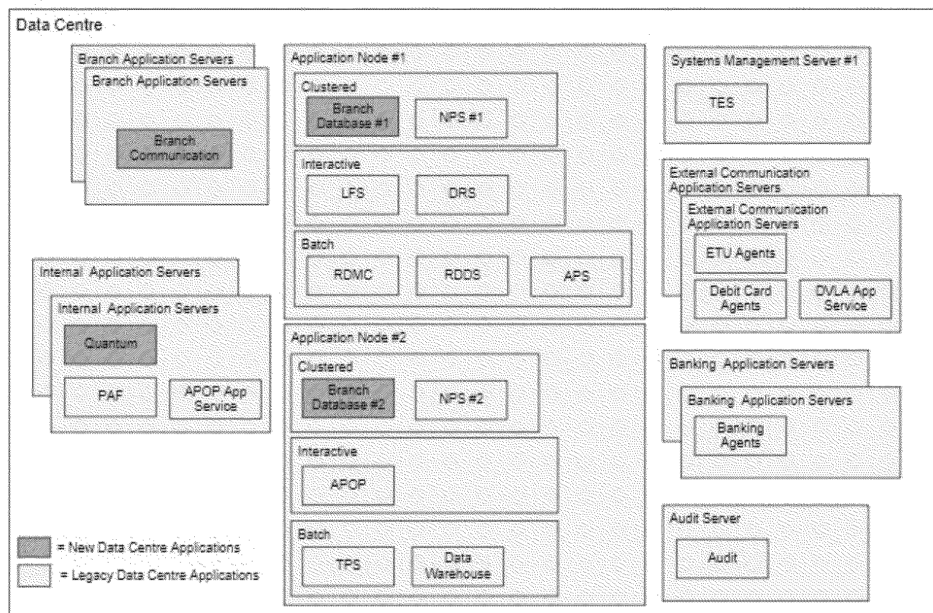 Data Centre
Branch Application Servers
Branch Application Servers
Branch
Communication
Internal Application Servers
Internal Application Servers
Quantum
PAF
APOP App
Service
= New Data Centre Applications
= Legacy Data Centre Applications
Application Node #1
Clustered
Branch
Database #1
NPS #1
Interactive
LFS
DRS
Batch
RDMC
RDDS
APS
Application Node #2
Clustered
Branch
Database #2
NPS #2
Interactive
APOP
Batch
TPS
Data
Warehouse
Systems Management Server #1
TES
External Communication
Application Servers
External Communication
Application Servers
ETU Agents
Debit Card
Agents
DVLA App
Service
Banking Application Servers
Banking Application Servers
Banking
Agents
Audit Server
Audit